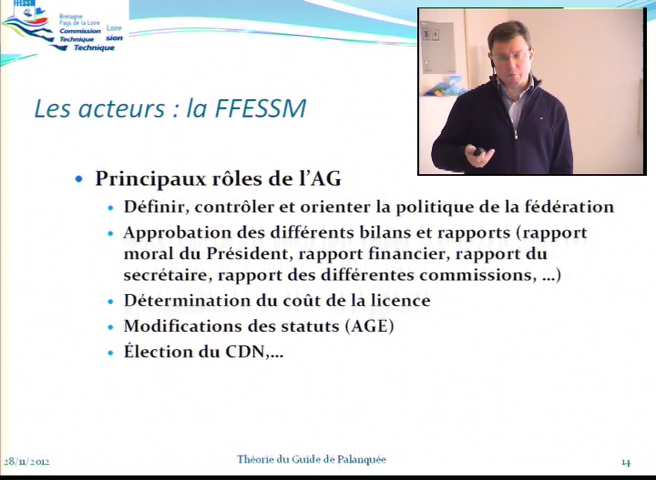 Bretagne
Pays de la Loire
Commission
Technique
Loire
sion
Technique
Les acteurs : la FFESSM
• Principaux rôles de l'AG
• Définir, contrôler et orienter la politique de la fédération
• Approbation des différents bilans et rapports (rapport
moral du Président, rapport financier, rapport du
secrétaire, rapport des différentes commissions, ...)
• Détermination du coût de la licence
• Modifications des statuts (AGE)
• Élection du CDN,...
28/11/2012
Théorie du Guide de Palanquée
14